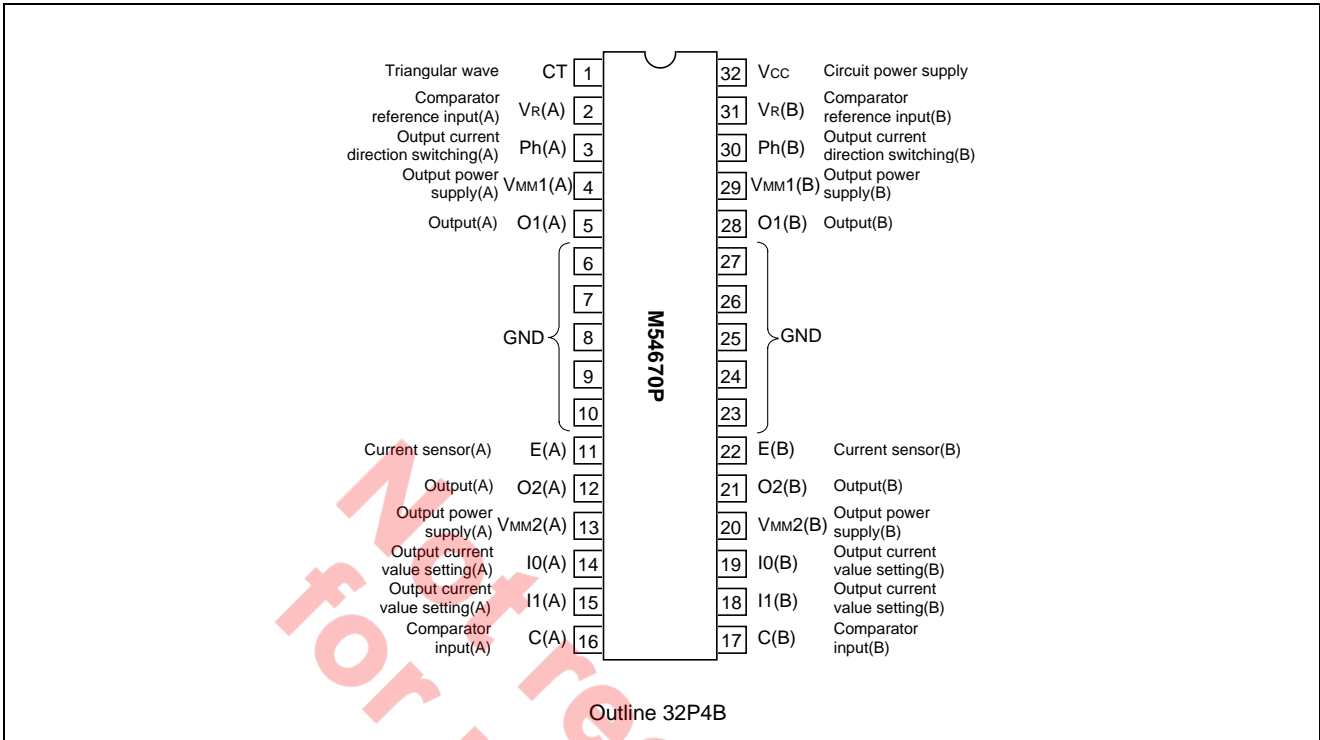 Triangular wave CT 1 32 VCC Circuit power supply
Comparator
reference input(A) VR(A) 2 31 VR(B) Comparator
reference input(B)
Output current
direction switching(A) Ph(A) 3 30 Ph(B) Output current
direction switching(B)
Output power
supply(A) VMM1(A) 4 29 VMM1(B) Output power
supply(B)
Output(A) O1(A) 5 28 O1(B) Output(B)
6 27
7 26
GND 8 25 GND
9 24
10 23
M54670P
Current sensor(A) E(A) 11 22 E(B) Current sensor(B)
Output(A) O2(A) 12 21 O2(B) Output(B)
Output power
supply(A) VMM2(A) 13 20 VMM2(B) Output power
supply(B)
Output current
value setting(A) I0(A) 14 19 I0(B) Output current
value setting(B)
Output current
value setting(A) I1(A) 15 18 I1(B) Output current
value setting(B)
Comparator
input(A) C(A) 16 17 C(B) Comparator
input(B)
Outline 32P4B
Not re
for